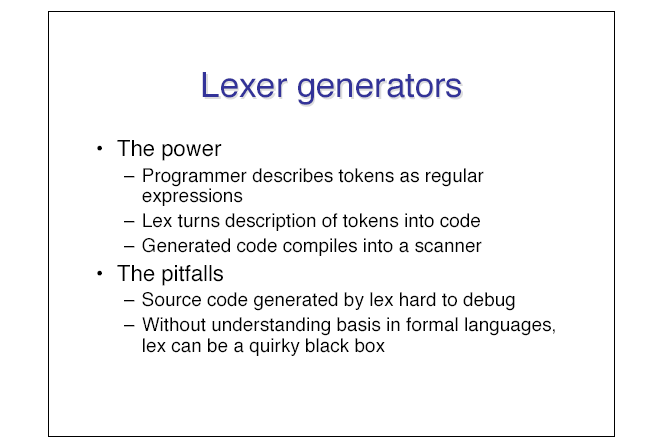 Lexer generators
• The power
– Programmer describes tokens as regular
expressions
– Lex turns description of tokens into code
– Generated code compiles into a scanner
• The pitfalls
– Source code generated by lex hard to debug
– Without understanding basis in formal languages,
lex can be a quirky black box